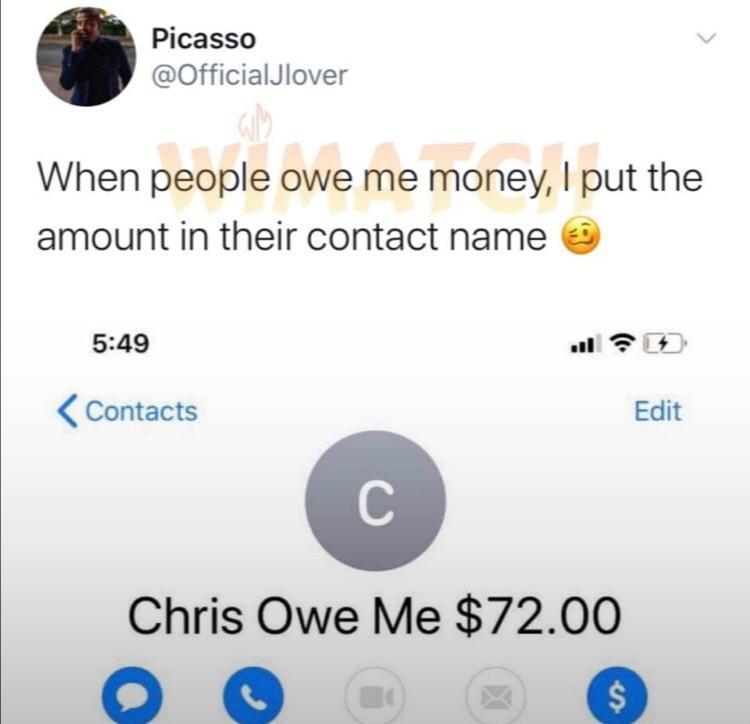 Picasso
@OfficialJlover
WIMATCH
When people owe me money, I put the
amount in their contact name 🥴
5:49
Contacts
Edit
C
Chris Owe Me $72.00
$